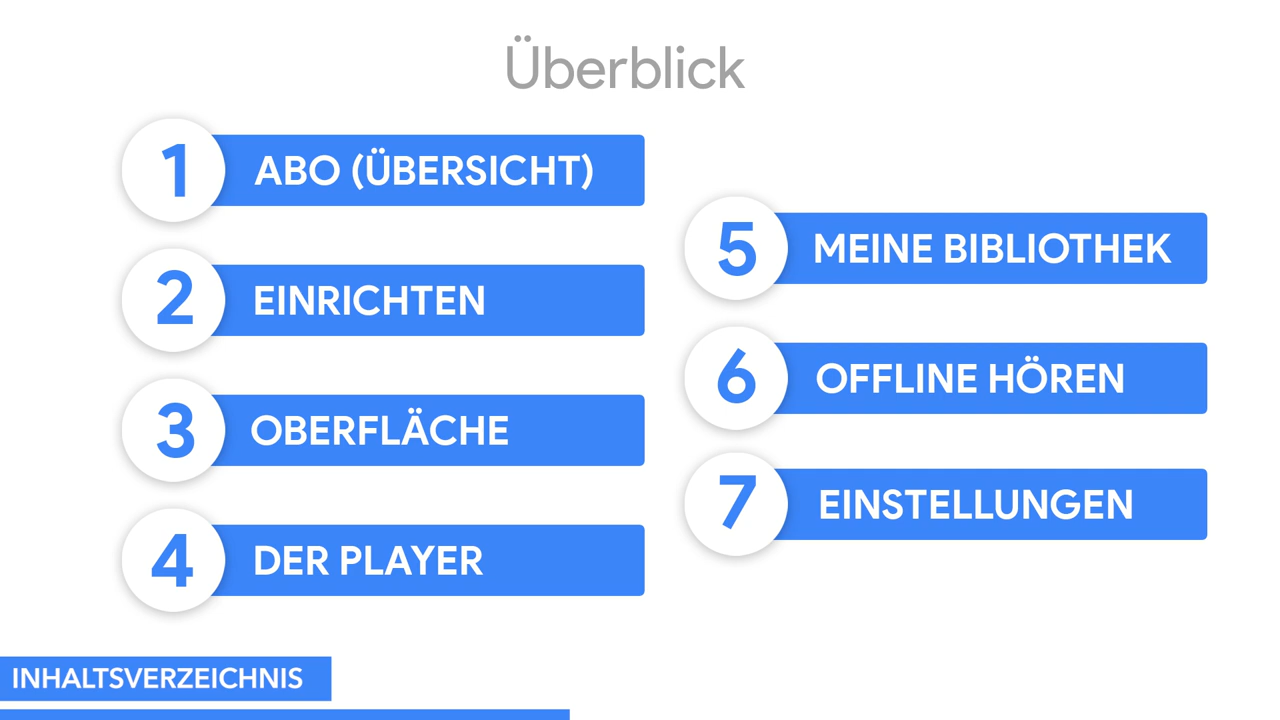 Überblick
1 ABO (ÜBERSICHT)
2 EINRICHTEN
3 OBERFLÄCHE
4 DER PLAYER
5 MEINE BIBLIOTHEK
6 OFFLINE HÖREN
7 EINSTELLUNGEN
INHALTSVERZEICHNIS